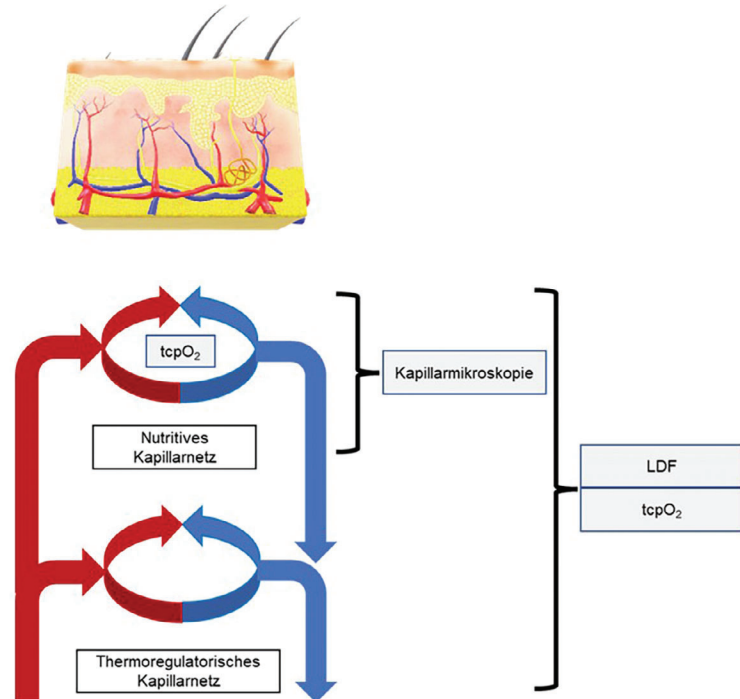 tcpO₂
Nutritives
Kapillarnetz
Kapillarmikroskopie
LDF
tcpO₂
Thermoregulatorisches
Kapillarnetz